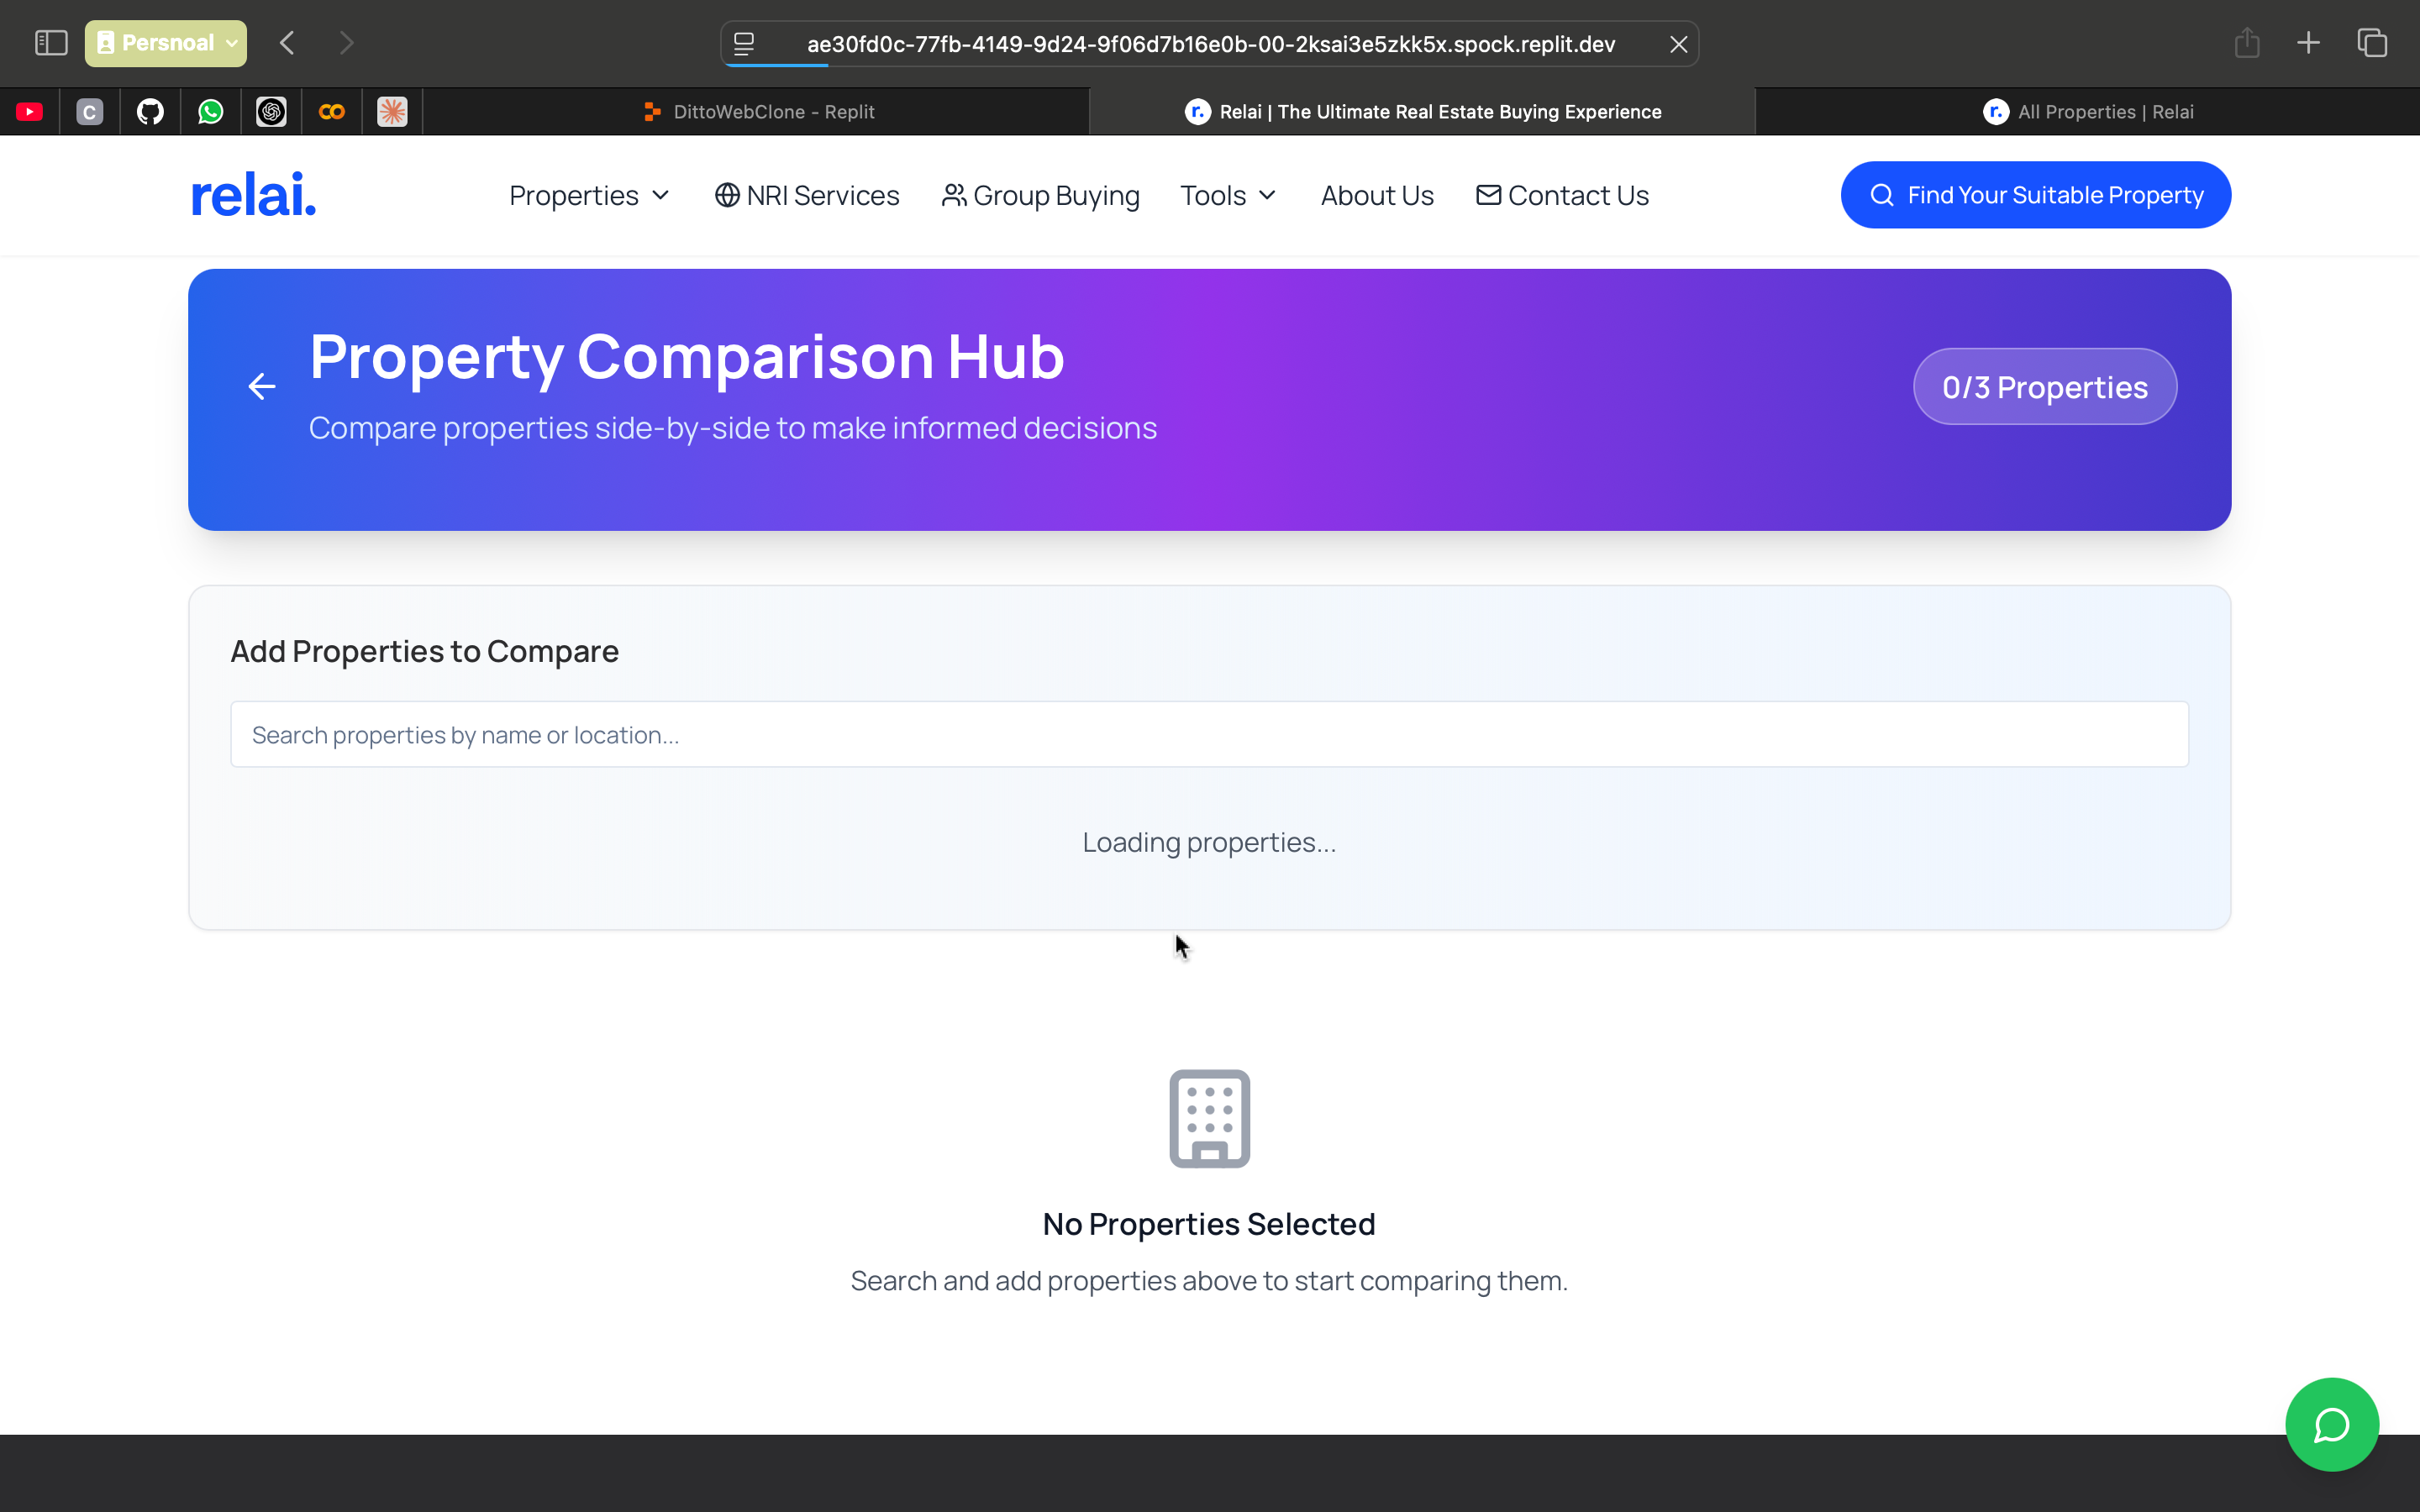 Persnoal
ae30fd0c-77fb-4149-9d24-9f06d7b16e0b-00-2ksai3e5zkk5x.spock.replit.dev
C
DittoWebClone - Replit
r.
Relai | The Ultimate Real Estate Buying Experience
r.
All Properties | Relai
relai.
Properties
NRI Services
Group Buying
Tools
About Us
Contact Us
Find Your Suitable Property
Property Comparison Hub
Compare properties side-by-side to make informed decisions
0/3 Properties
Add Properties to Compare
Search properties by name or location...
Loading properties...
No Properties Selected
Search and add properties above to start comparing them.